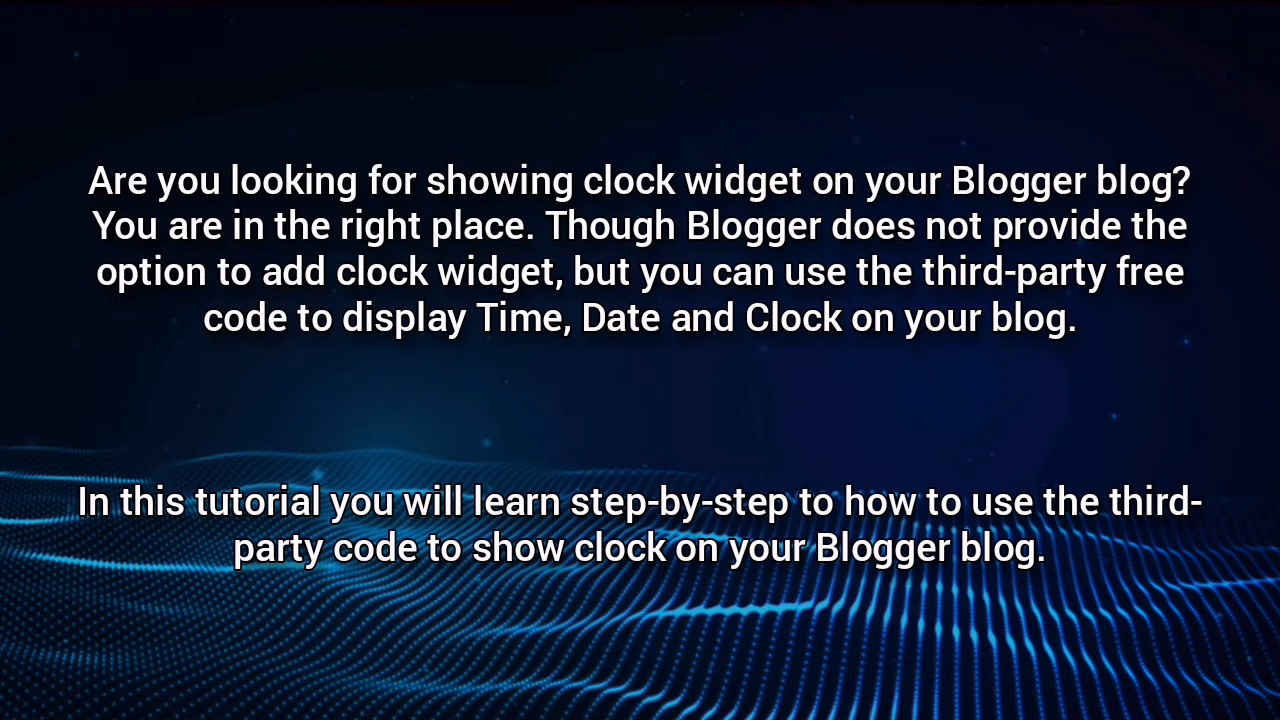 Are you looking for showing clock widget on your Blogger blog?
You are in the right place. Though Blogger does not provide the
option to add clock widget, but you can use the third-party free
code to display Time, Date and Clock on your blog.
In this tutorial you will learn step-by-step to how to use the third-
party code to show clock on your Blogger blog.